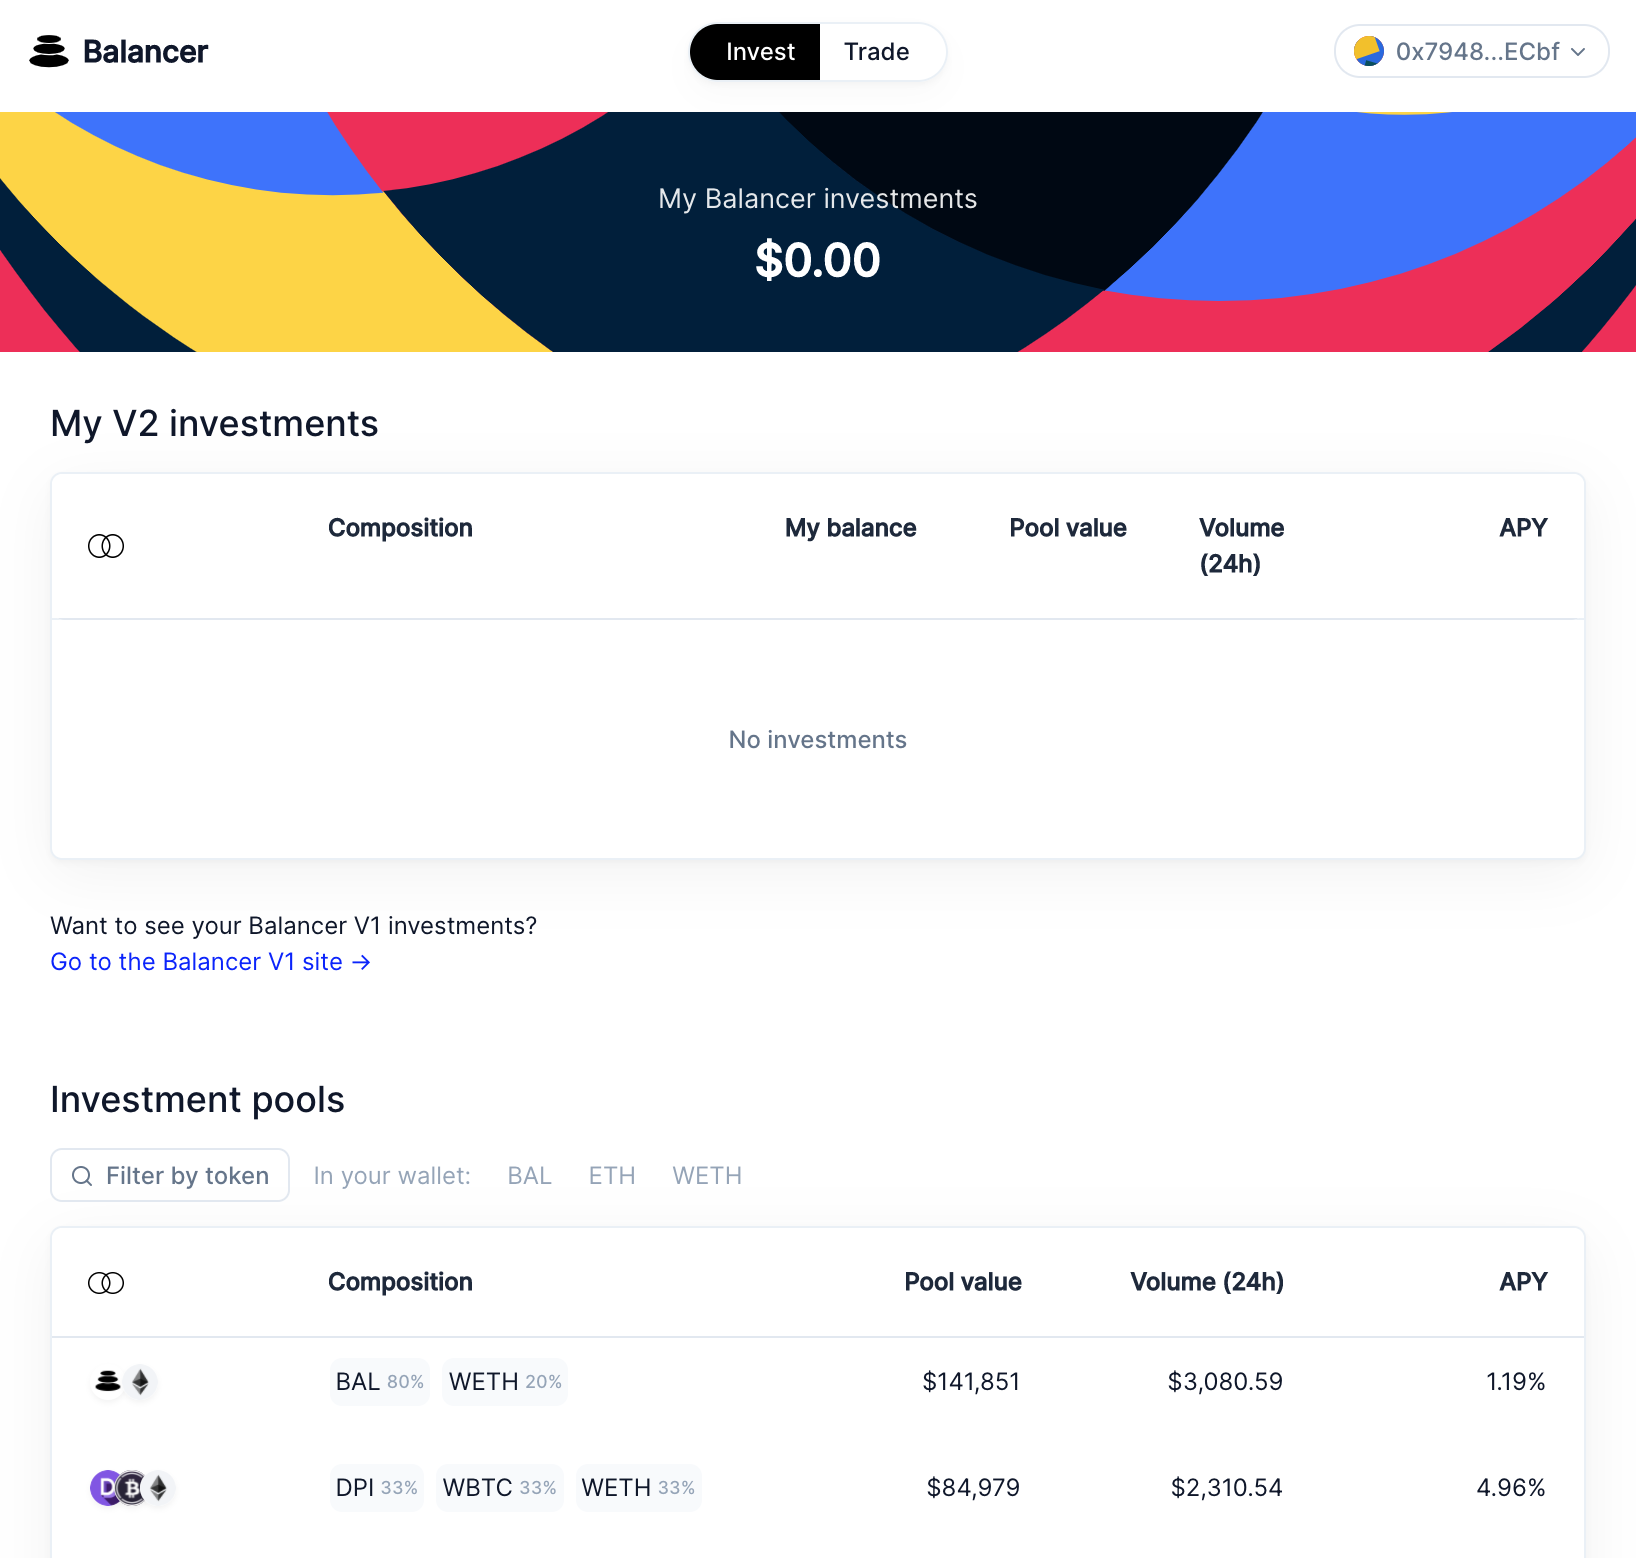 Balancer
Invest Trade
0x7948...ECbf
My Balancer investments
$0.00
My V2 investments
Composition My balance Pool value Volume (24h) APY
No investments
Want to see your Balancer V1 investments?
Go to the Balancer V1 site →
Investment pools
Filter by token In your wallet: BAL ETH WETH
Composition Pool value Volume (24h) APY
BAL 80% WETH 20% $141,851 $3,080.59 1.19%
DPI 33% WBTC 33% WETH 33% $84,979 $2,310.54 4.96%